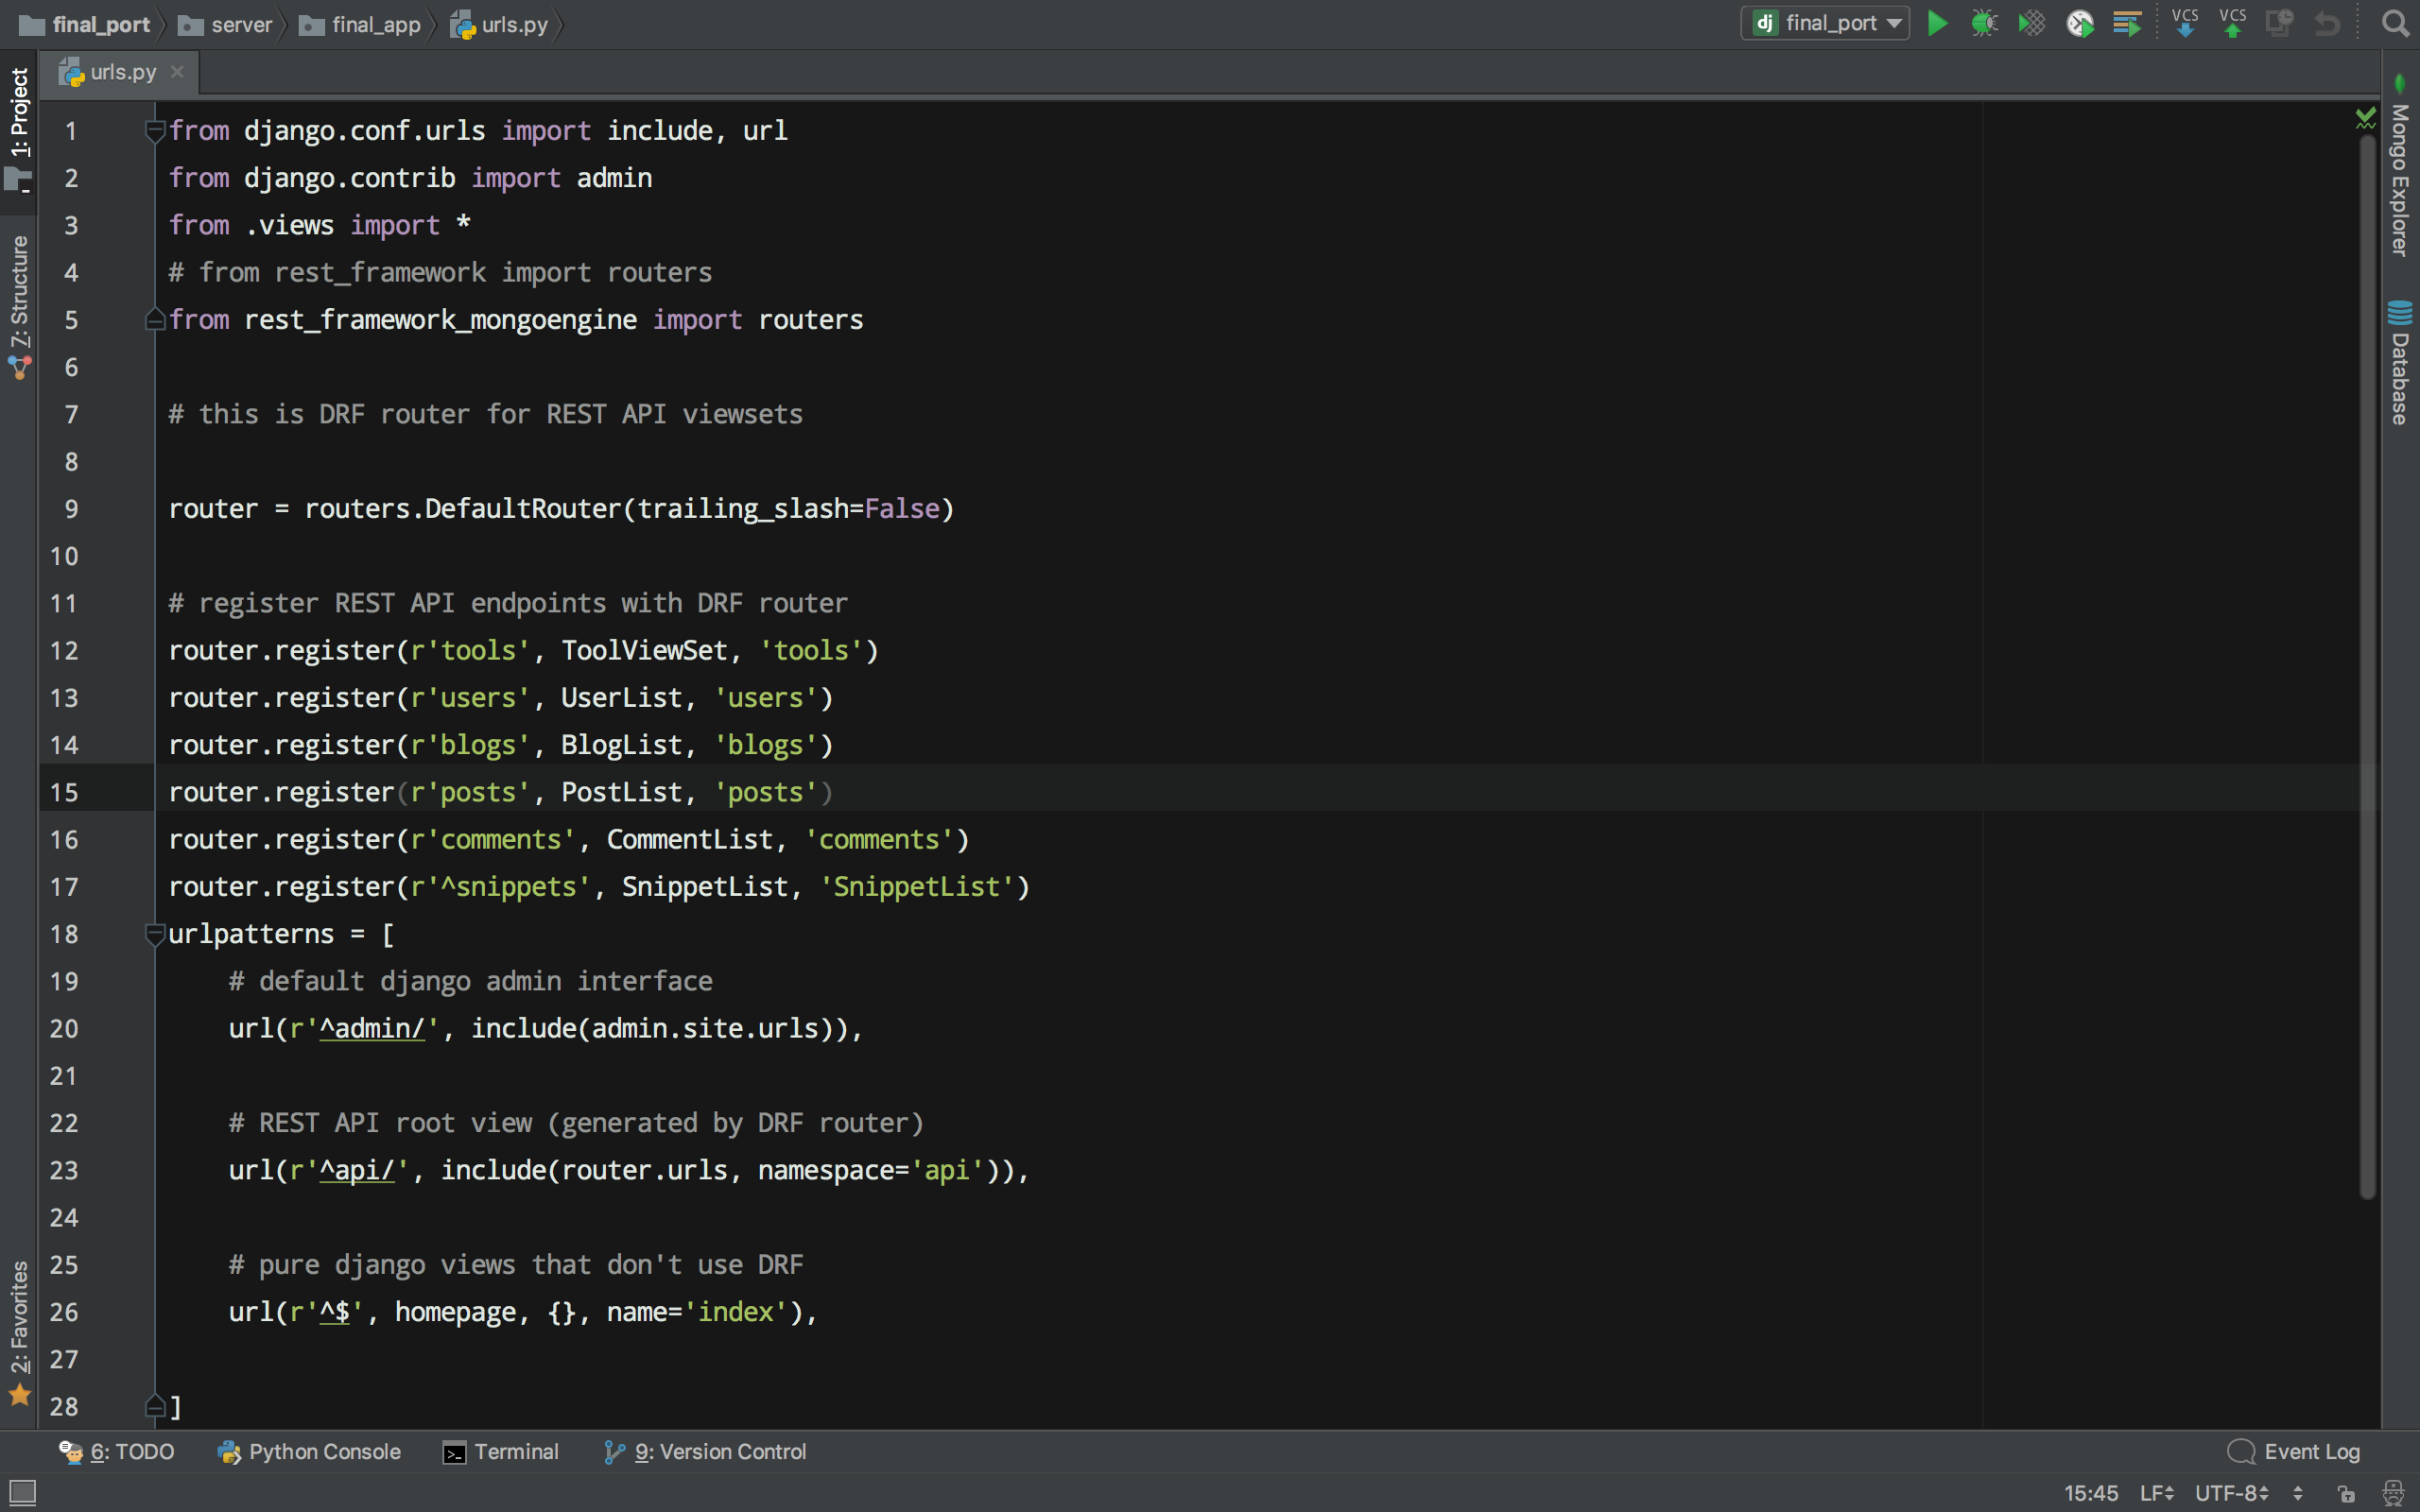 final_port server final_app urls.py
dj final_port VCS VCS
urls.py
1: Project
Z: Structure
2: Favorites
Mongo Explorer
Database
1 from django.conf.urls import include, url
2 from django.contrib import admin
3 from .views import *
4 # from rest_framework import routers
5 from rest_framework_mongoengine import routers
6
7 # this is DRF router for REST API viewsets
8
9 router = routers.DefaultRouter(trailing_slash=False)
10
11 # register REST API endpoints with DRF router
12 router.register(r'tools', ToolViewSet, 'tools')
13 router.register(r'users', UserList, 'users')
14 router.register(r'blogs', BlogList, 'blogs')
15 router.register(r'posts', PostList, 'posts')
16 router.register(r'comments', CommentList, 'comments')
17 router.register(r'^snippets', SnippetList, 'SnippetList')
18 urlpatterns = [
19     # default django admin interface
20     url(r'^admin/', include(admin.site.urls)),
21
22     # REST API root view (generated by DRF router)
23     url(r'^api/', include(router.urls, namespace='api')),
24
25     # pure django views that don't use DRF
26     url(r'^$', homepage, {}, name='index'),
27
28 ]
6: TODO Python Console Terminal 9: Version Control Event Log
15:45 LF UTF-8